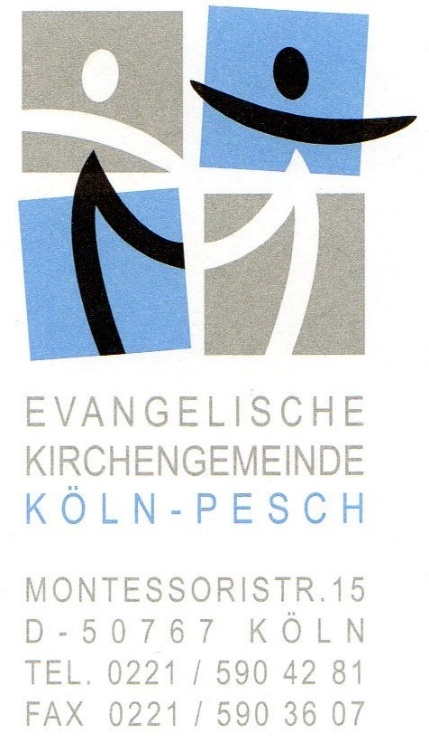 EVANGELISCHE
KIRCHENGEMEINDE
KÖLN-PESCH
MONTESSORISTR.15
D-50767 KÖLN
TEL. 0221 / 590 42 81
FAX 0221 / 590 36 07